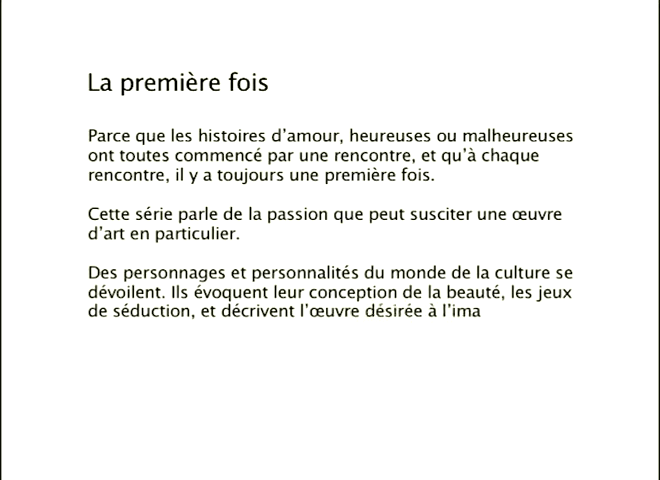 La première fois
Parce que les histoires d'amour, heureuses ou malheureuses
ont toutes commencé par une rencontre, et qu'à chaque
rencontre, il y a toujours une première fois.
Cette série parle de la passion que peut susciter une œuvre
d'art en particulier.
Des personnages et personnalités du monde de la culture se
dévoilent. Ils évoquent leur conception de la beauté, les jeux
de séduction, et décrivent l'œuvre désirée à l'ima